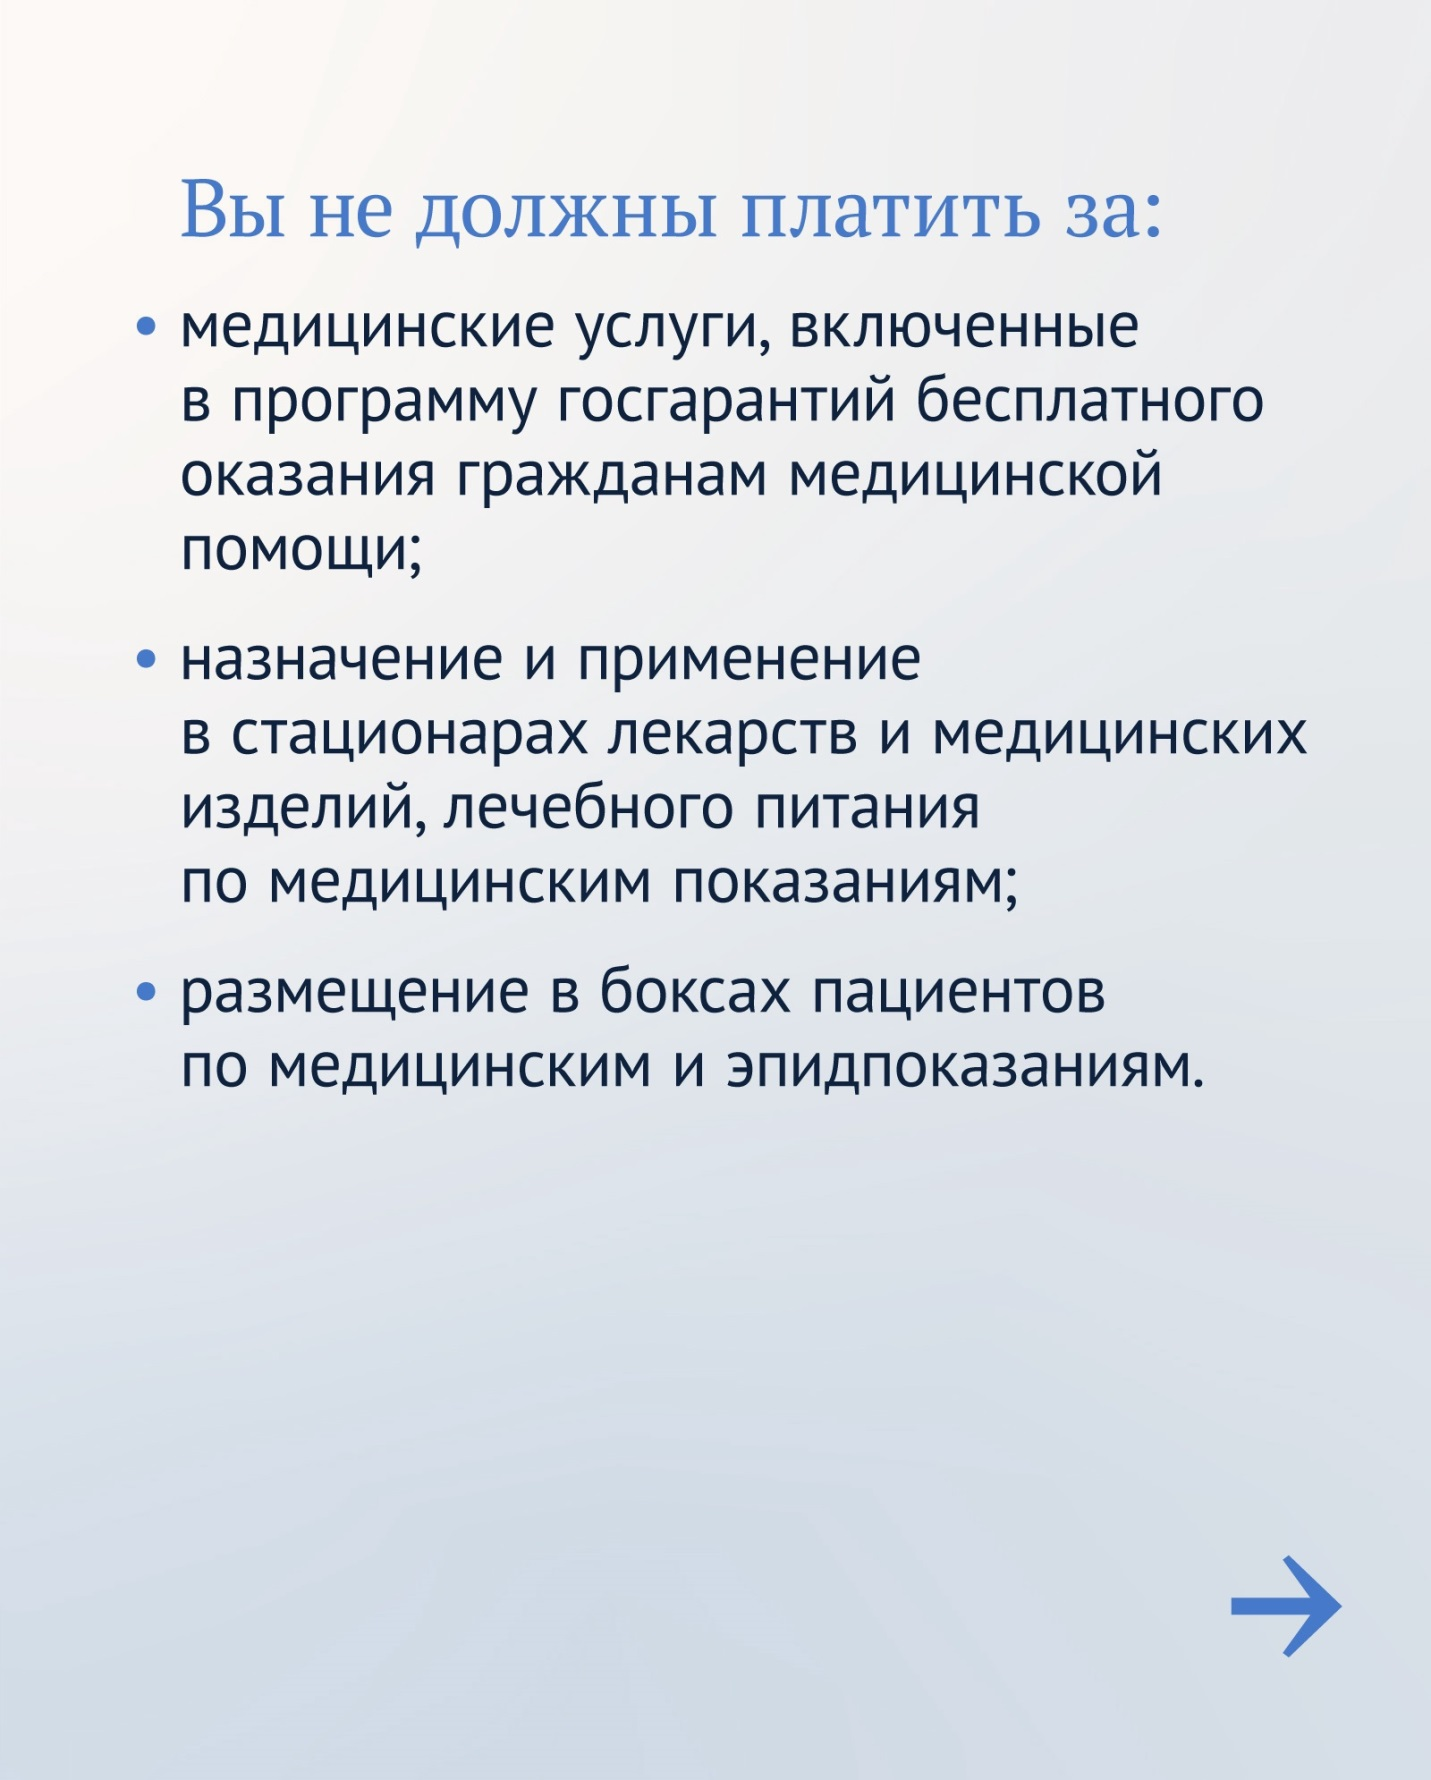 Вы не должны платить за:
• медицинские услуги, включенные
в программу госгарантий бесплатного
оказания гражданам медицинской
помощи;
• назначение и применение
в стационарах лекарств и медицинских
изделий, лечебного питания
по медицинским показаниям;
• размещение в боксах пациентов
по медицинским и эпидпоказаниям.